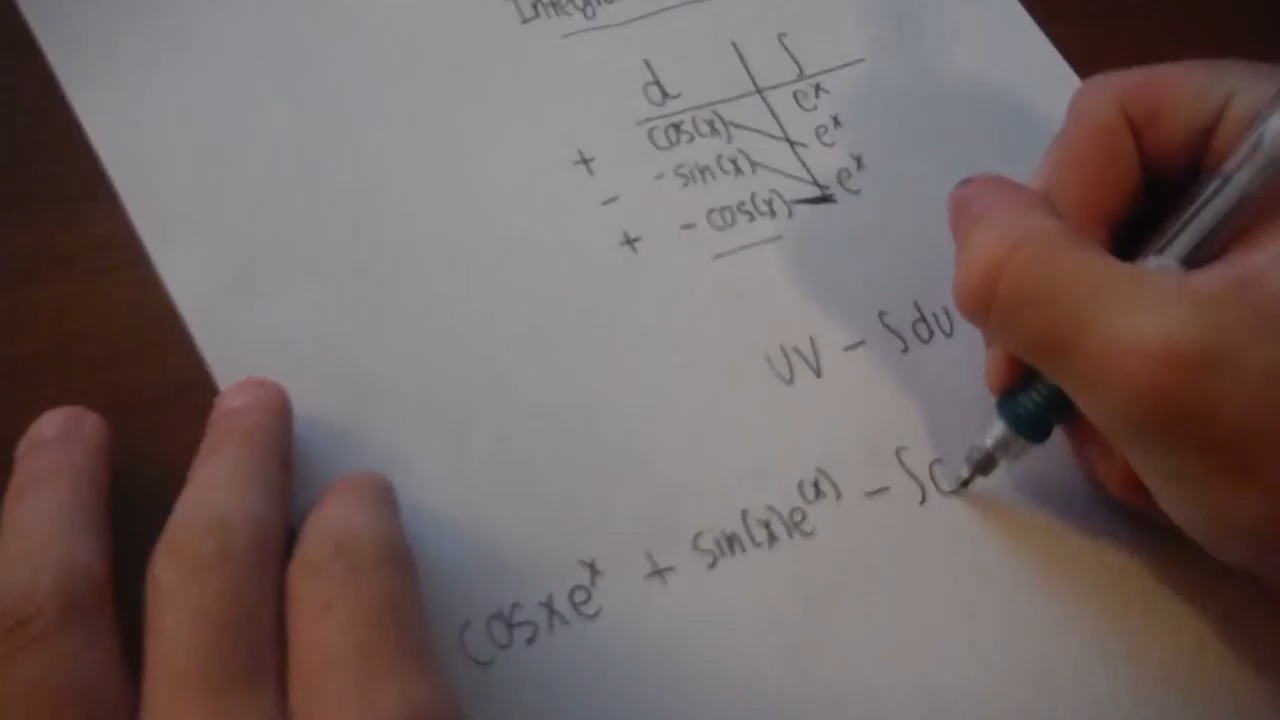 d ∫
cos(x) e^x
+ -sin(x) e^x
- -cos(x) e^x
+
UV - ∫du
cosxe^x + sin(x)e^(x) - ∫c